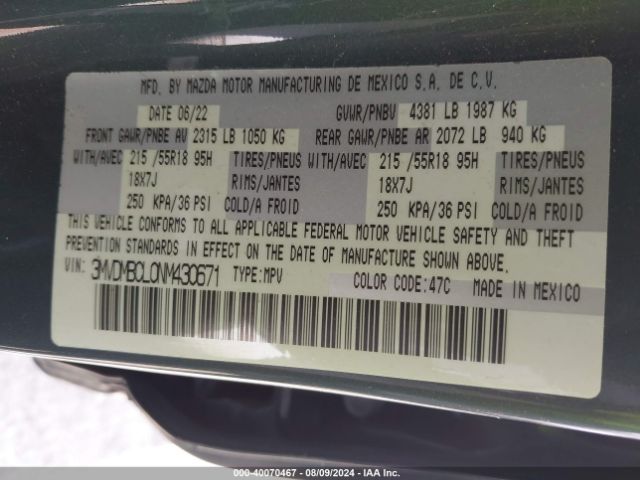 MFD. BY MAZDA MOTOR MANUFACTURING DE MEXICO S.A. DE C.V.
DATE 06/22 GVWR/PNBV 4381 LB 1987 KG
FRONT GAWR/PNBE AV 2315 LB 1050 KG REAR GAWR/PNBE AR 2072 LB 940 KG
WITH/AVEC 215 /55R18 95H TIRES/PNEUS WITH/AVEC 215 /55R18 95H TIRES/PNEUS
18X7J RIMS/JANTES 18X7J RIMS/JANTES
250 KPA/36 PSI COLD/A FROID 250 KPA/36 PSI COLD/A FROID
THIS VEHICLE CONFORMS TO ALL APPLICABLE FEDERAL MOTOR VEHICLE SAFETY AND THEFT
PREVENTION STANDARDS IN EFFECT ON THE DATE OF MANUFACTURE SHOWN ABOVE.
VIN: 3MVDMBCL0NM430671 TYPE:MPV COLOR CODE:47C MADE IN MEXICO
000-40070467 - 08/09/2024 - IAAI.com